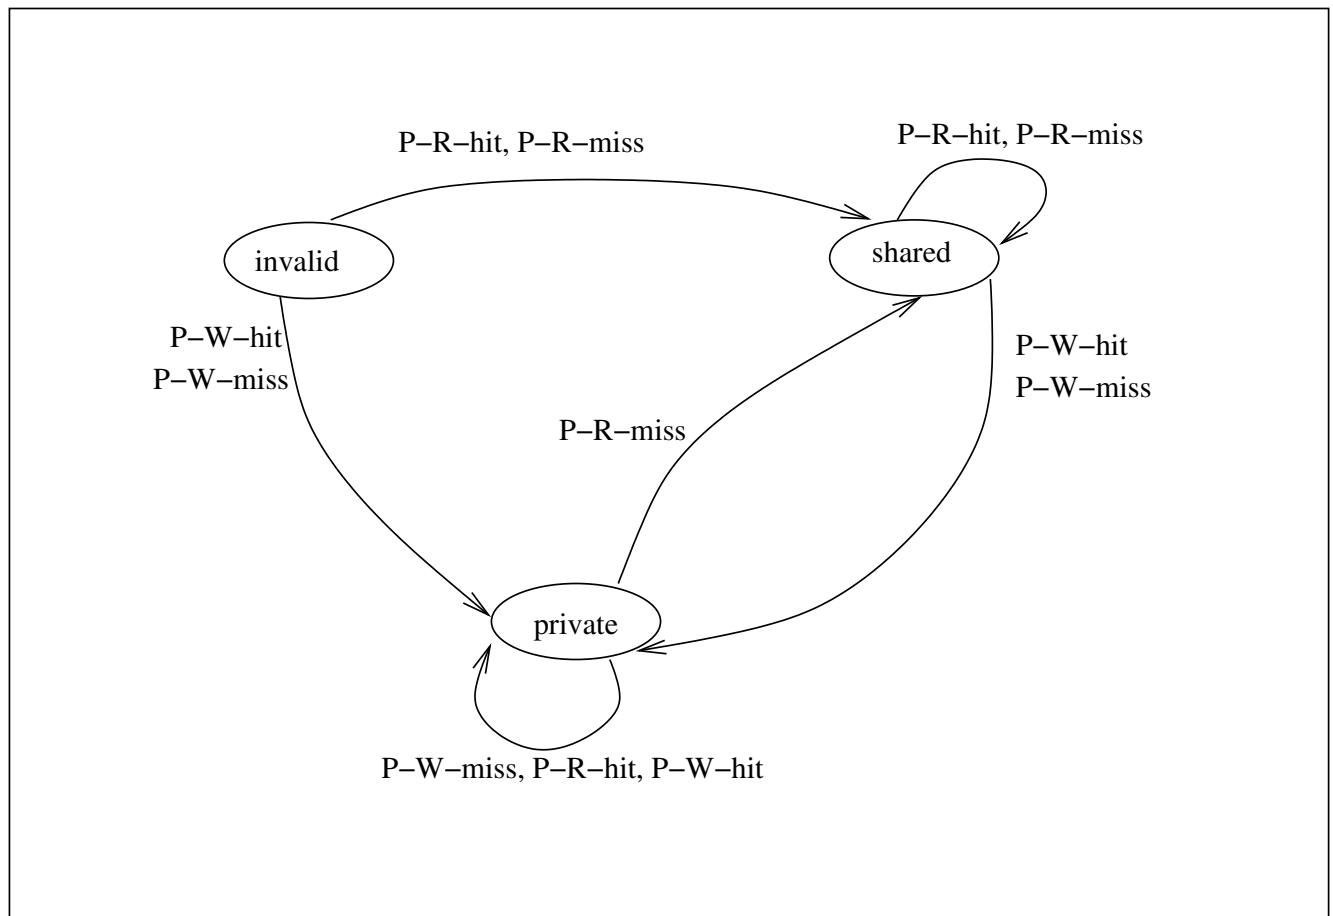 P–R–hit, P–R–miss
P–R–hit, P–R–miss
invalid
shared
P–W–hit
P–W–miss
P–W–hit
P–W–miss
P–R–miss
private
P–W–miss, P–R–hit, P–W–hit